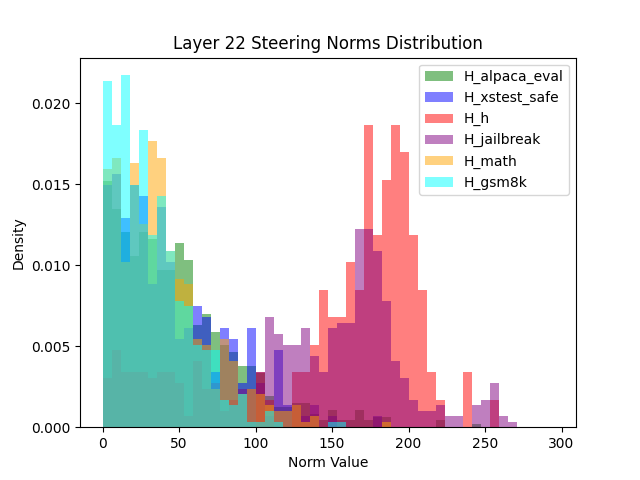 Layer 22 Steering Norms Distribution
H_alpaca_eval
H_xstest_safe
H_h
H_jailbreak
H_math
H_gsm8k
Density
0.020
0.015
0.010
0.005
0.000
0
50
100
150
200
250
300
Norm Value